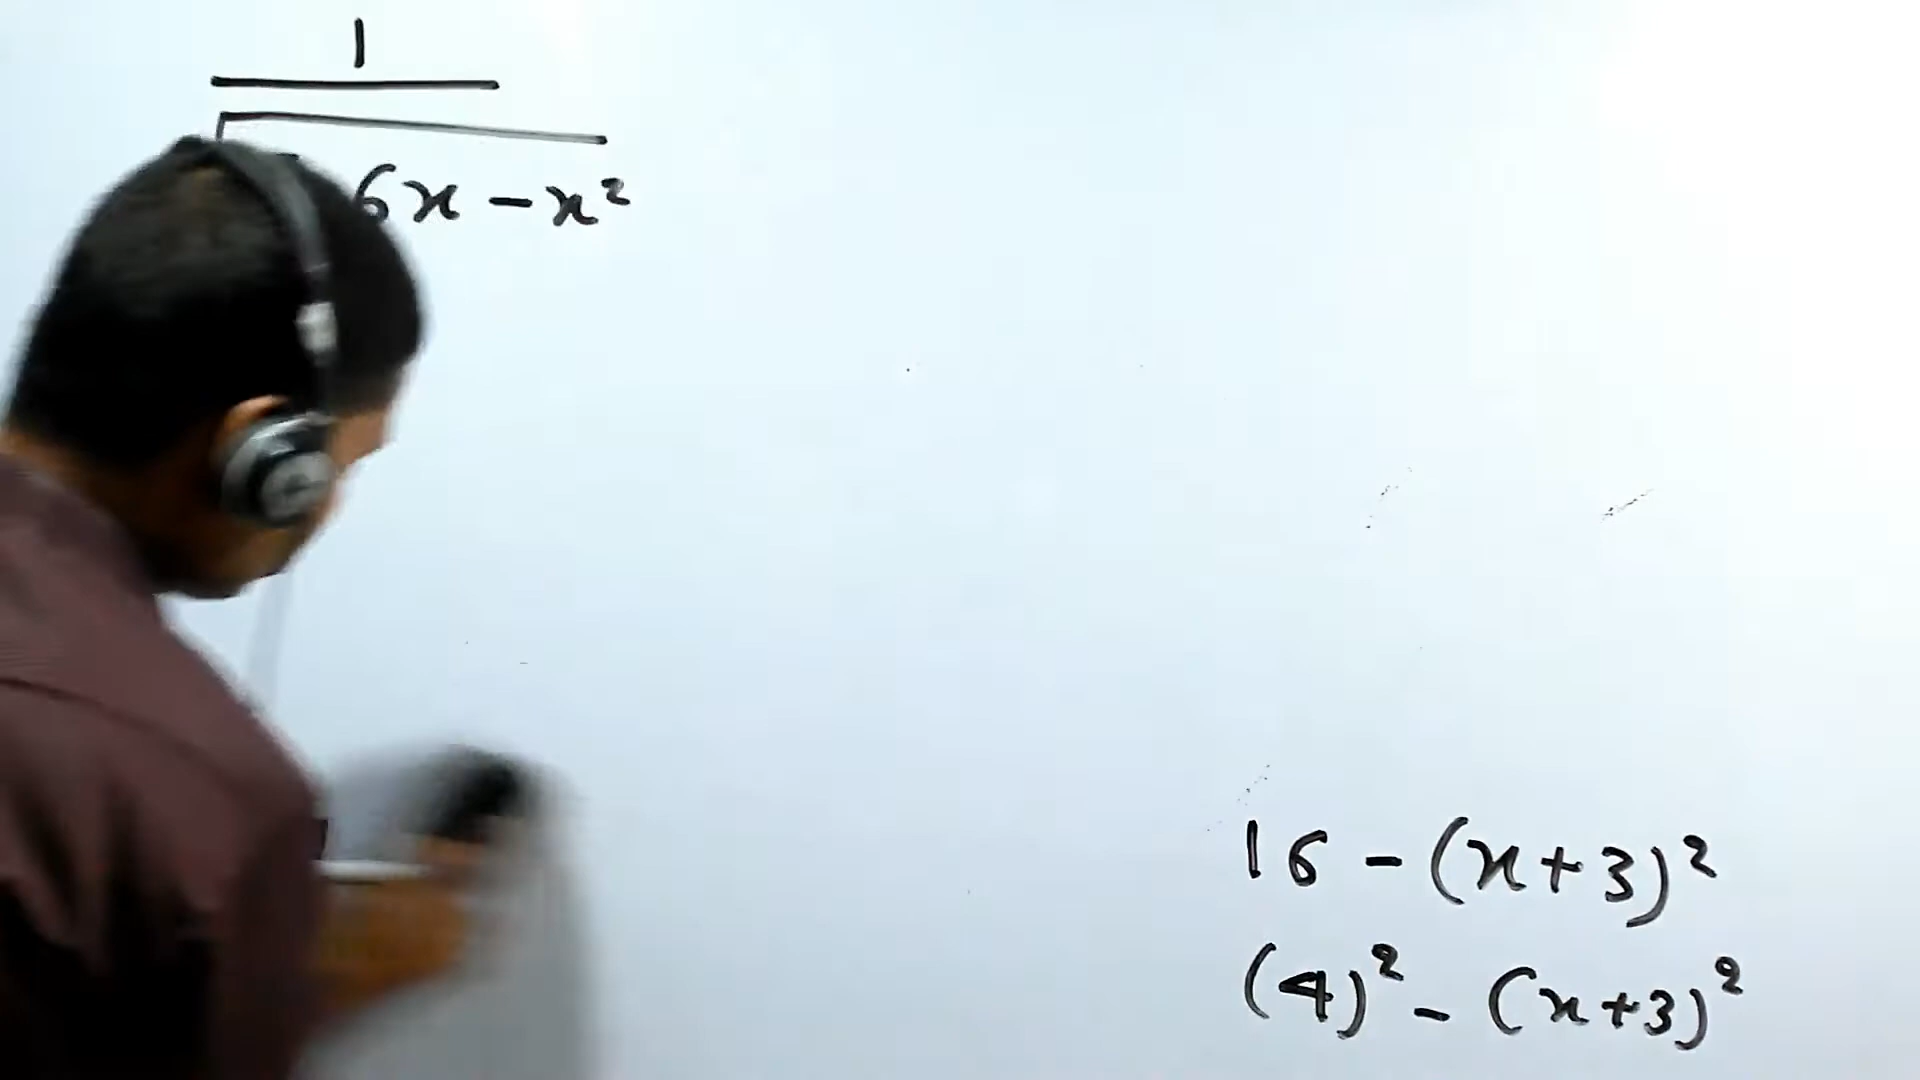 1
6x - x²
16 - (x+3)²
(4)² - (x+3)²